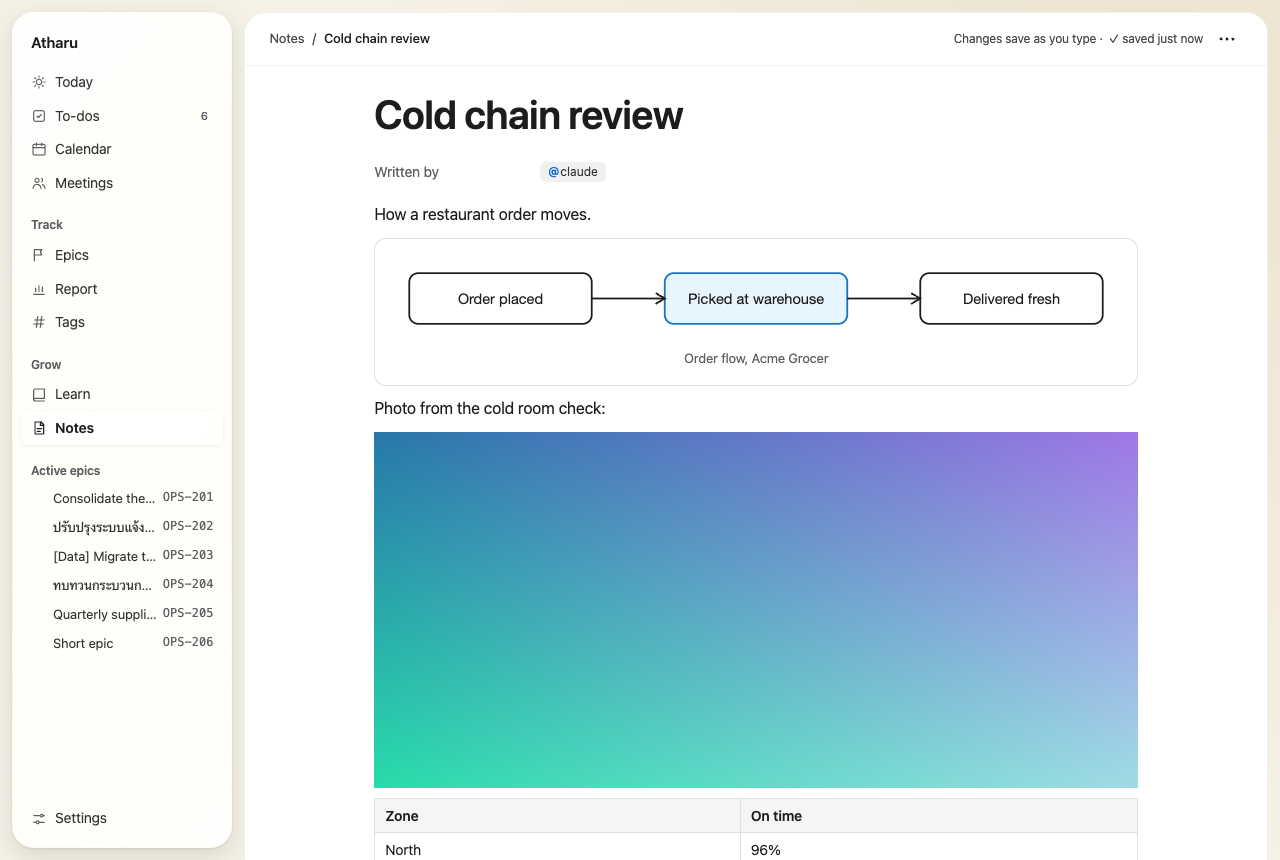 Atharu
Today
To-dos 6
Calendar
Meetings
Track
Epics
Report
Tags
Grow
Learn
Notes
Active epics
Consolidate the... OPS-201
ปรับปรุงระบบแจ้ง... OPS-202
[Data] Migrate t... OPS-203
ทบทวนกระบวนก... OPS-204
Quarterly suppli... OPS-205
Short epic OPS-206
Settings
Notes / Cold chain review
Changes save as you type · ✓ saved just now
Cold chain review
Written by @claude
How a restaurant order moves.
Order placed
Picked at warehouse
Delivered fresh
Order flow, Acme Grocer
Photo from the cold room check:
Zone On time
North 96%